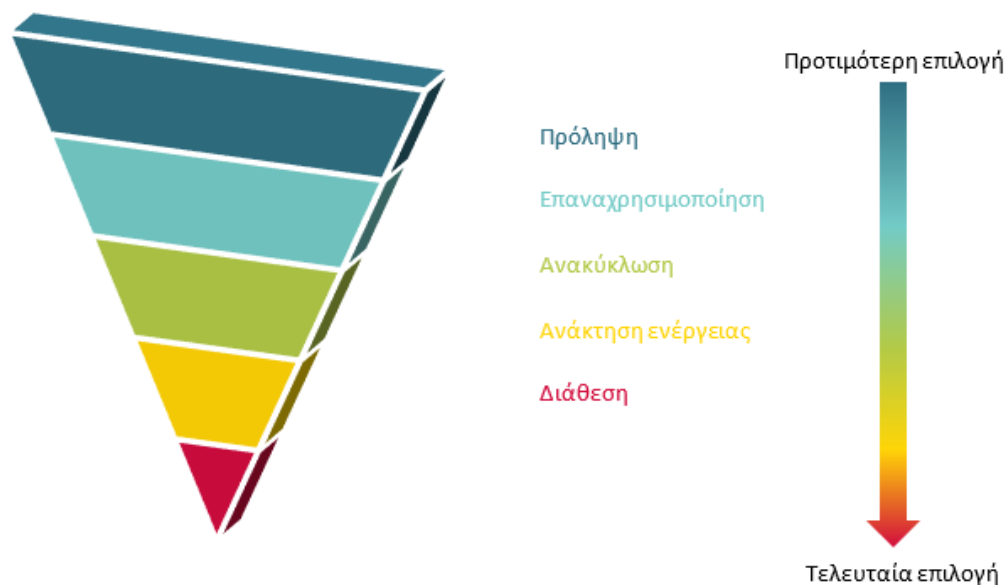 Προτιμότερη επιλογή
Πρόληψη
Επαναχρησιμοποίηση
Ανακύκλωση
Ανάκτηση ενέργειας
Διάθεση
Τελευταία επιλογή